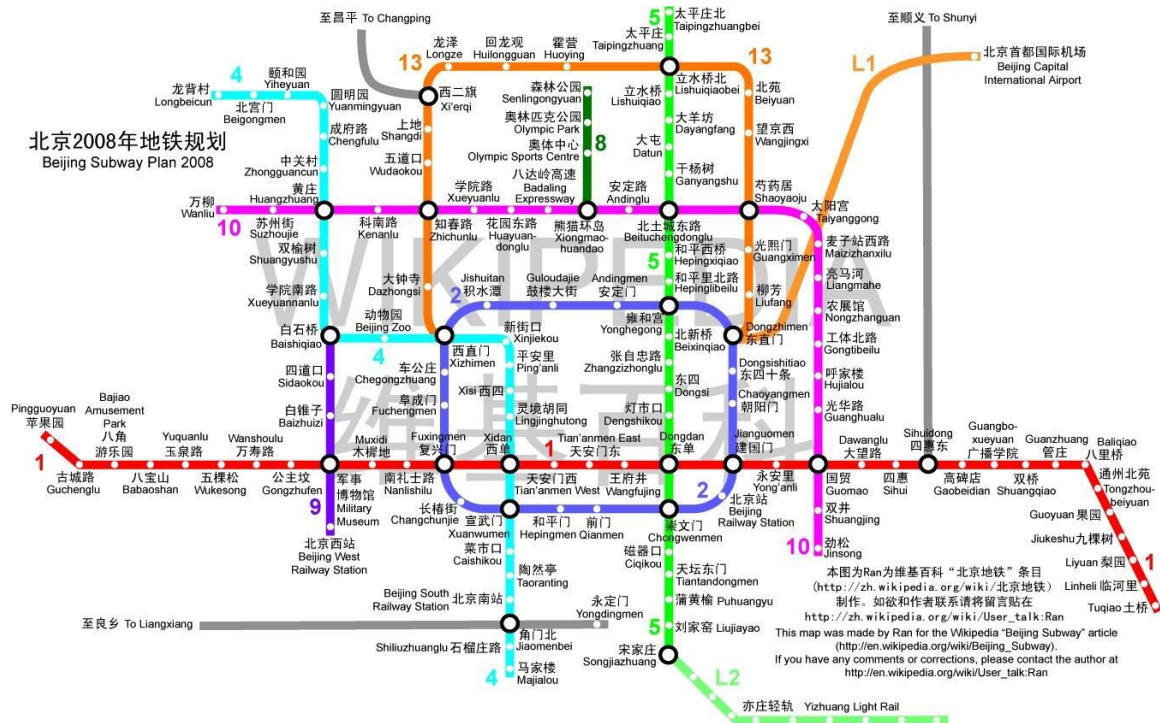 北京2008年地铁规划
Beijing Subway Plan 2008
至昌平 To Changping
至顺义 To Shunyi
L1
北京首都国际机场
Beijing Capital
International Airport
4
龙背村
Longbeicun
北宫门
Beigongmen
颐和园
Yiheyuan
圆明园
Yuanmingyuan
成府路
Chengfulu
中关村
Zhongguancun
黄庄
Huangzhuang
双榆树
Shuangyushu
学院南路
Xueyuannanlu
白石桥
Baishiqiao
动物园
Beijing Zoo
4
新街口
Xinjiekou
平安里
Ping'anli
Xisi 西四
灵境胡同
Lingjinghutong
Xidan
西单
宣武门
Xuanwumen
菜市口
Caishikou
陶然亭
Taoranting
Beijing South
Railway Station
北京南站
角门北
Jiaomenbei
Shiliuzhuanglu 石榴庄路
马家楼
Majialou
4
13
龙泽
Longze
回龙观
Huilongguan
霍营
Huoying
13
西二旗
Xi'erqi
上地
Shangdi
五道口
Wudaokou
知春路
Zhichunlu
大钟寺
Dazhongsi
立水桥北
Lishuiqiaobei
北苑
Beiyuan
望京西
Wangjingxi
芍药居
Shaoyaoju
光熙门
Guangximen
柳芳
Liufang
Dongzhimen
东直门
森林公园
Senlingongyuan
奥林匹克公园
Olympic Park
奥体中心
Olympic Sports Centre
8
熊猫环岛
Xiongmao-
huandao
5
太平庄北
Taipingzhuangbei
太平庄
Taipingzhuang
立水桥
Lishuiqiao
大羊坊
Dayangfang
大屯
Datun
干杨树
Ganyangshu
北土城东路
Beituchengdonglu
和平西桥
Hepingxiqiao
5
和平里北路
Hepinglibeilu
雍和宫
Yonghegong
北新桥
Beixinqiao
张自忠路
Zhangzizhonglu
东四
Dongsi
灯市口
Dengshikou
Dongdan
东单
崇文门
Chongwenmen
磁器口
Ciqikou
天坛东门
Tiantandongmen
蒲黄榆 Puhuangyu
5
刘家窑 Liujiayao
宋家庄
Songjiazhuang
L2
亦庄轻轨 Yizhuang Light Rail
万柳
Wanliu
10
苏州街
Suzhoujie
科南路
Kenanlu
学院路
Xueyuanlu
花园东路
Huayuan-
donglu
八达岭高速
Badaling
Expressway
安定路
Andinglu
太阳宫
Taiyanggong
麦子站西路
Maizizhanxilu
亮马河
Liangmahe
农展馆
Nongzhanguan
工体北路
Gongtibeilu
呼家楼
Hujialou
光华路
Guanghualu
国贸
Guomao
双井
Shuangjing
10
劲松
Jinsong
2
Jishuitan
积水潭
Guloudajie
鼓楼大街
Andingmen
安定门
西直门
Xizhimen
车公庄
Chegongzhuang
阜成门
Fuchengmen
Fuxingmen
复兴门
长椿街
Changchunjie
和平门
Hepingmen
前门
Qianmen
Dongsishitiao
东四十条
Chaoyangmen
朝阳门
Jianguomen
建国门
2
北京站
Beijing
Railway Station
四道口
Sidaokou
白锥子
Baizhuizi
9
军事
博物馆
Military
Museum
北京西站
Beijing West
Railway Station
Pingguoyuan
苹果园
1
古城路
Guchenglu
Bajiao
Amusement
Park
八角
游乐园
八宝山
Babaoshan
Yuquanlu
玉泉路
五棵松
Wukesong
Wanshoulu
万寿路
公主坟
Gongzhufen
Muxidi
木樨地
南礼士路
Nanlishilu
1
天安门西
Tian'anmen West
Tian'anmen East
天安门东
王府井
Wangfujing
永安里
Yong'anli
Dawanglu
大望路
四惠
Sihui
Sihuidong
四惠东
高碑店
Gaobeidian
Guangbo-
xueyuan
广播学院
双桥
Shuangqiao
Guanzhuang
管庄
Baliqiao
八里桥
通州北苑
Tongzhou-
beiyuan
Guoyuan 果园
Jiukeshu 九棵树
Liyuan 梨园
1
Linheli 临河里
Tuqiao 土桥
至良乡 To Liangxiang
永定门
Yongdingmen
WIKIPEDIA
维基百科
本图为Ran为维基百科“北京地铁”条目
(http://zh.wikipedia.org/wiki/北京地铁)
制作。如欲和作者联系请将留言贴在
http://zh.wikipedia.org/wiki/User_talk:Ran
This map was made by Ran for the Wikipedia "Beijing Subway" article
(http://en.wikipedia.org/wiki/Beijing_Subway).
If you have any comments or corrections, please contact the author at
http://en.wikipedia.org/wiki/User_talk:Ran